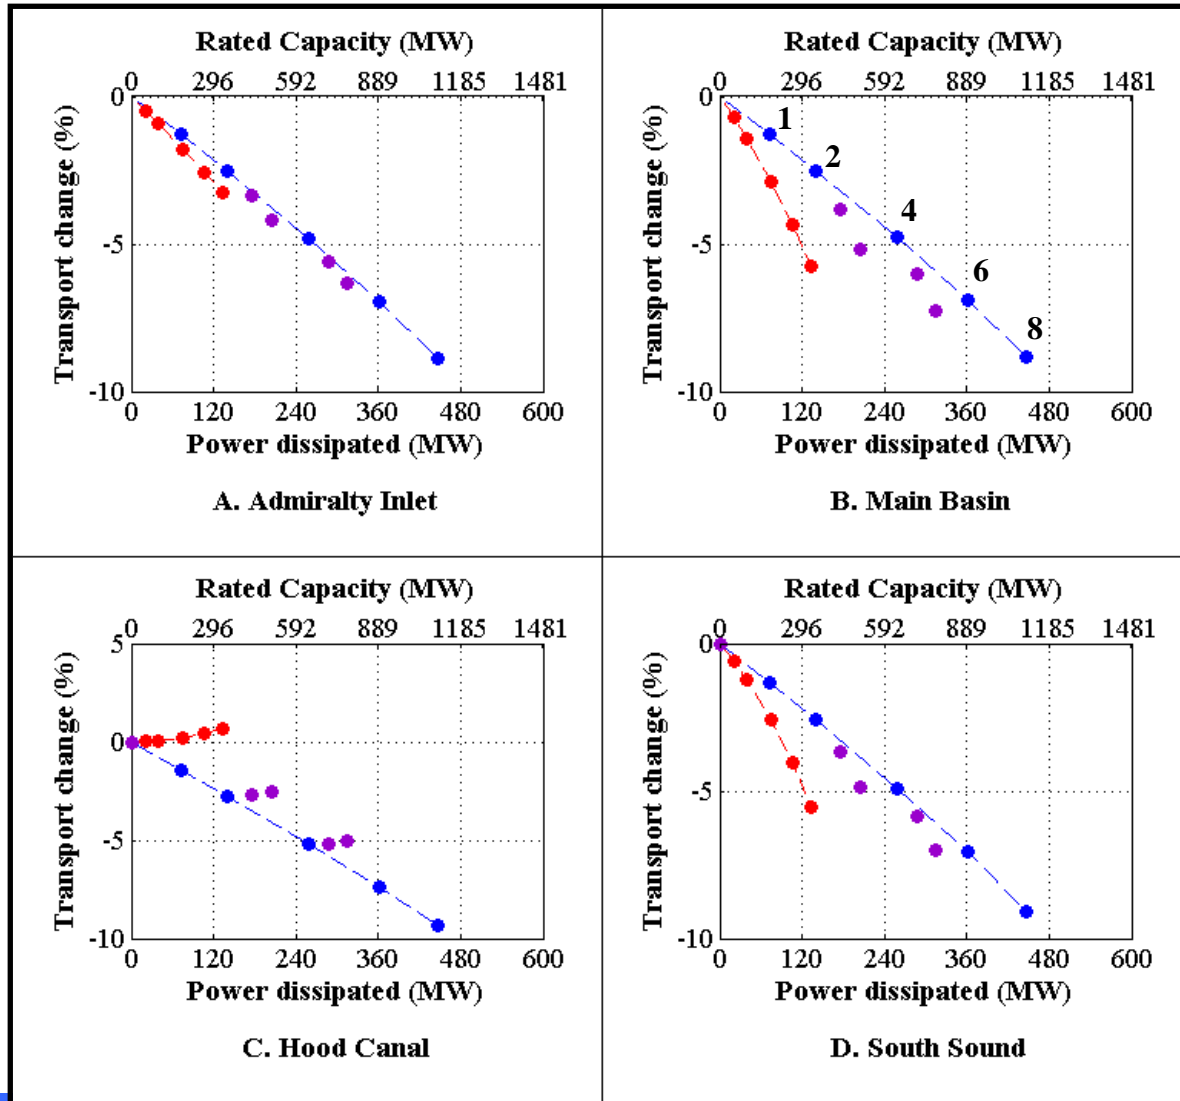 Rated Capacity (MW)
0 296 592 889 1185 1481
Transport change (%)
0
-5
-10
0 120 240 360 480 600
Power dissipated (MW)
A. Admiralty Inlet
Rated Capacity (MW)
0 296 592 889 1185 1481
Transport change (%)
0
-5
-10
1
2
4
6
8
0 120 240 360 480 600
Power dissipated (MW)
B. Main Basin
Rated Capacity (MW)
0 296 592 889 1185 1481
Transport change (%)
5
0
-5
-10
0 120 240 360 480 600
Power dissipated (MW)
C. Hood Canal
Rated Capacity (MW)
0 296 592 889 1185 1481
Transport change (%)
0
-5
-10
0 120 240 360 480 600
Power dissipated (MW)
D. South Sound